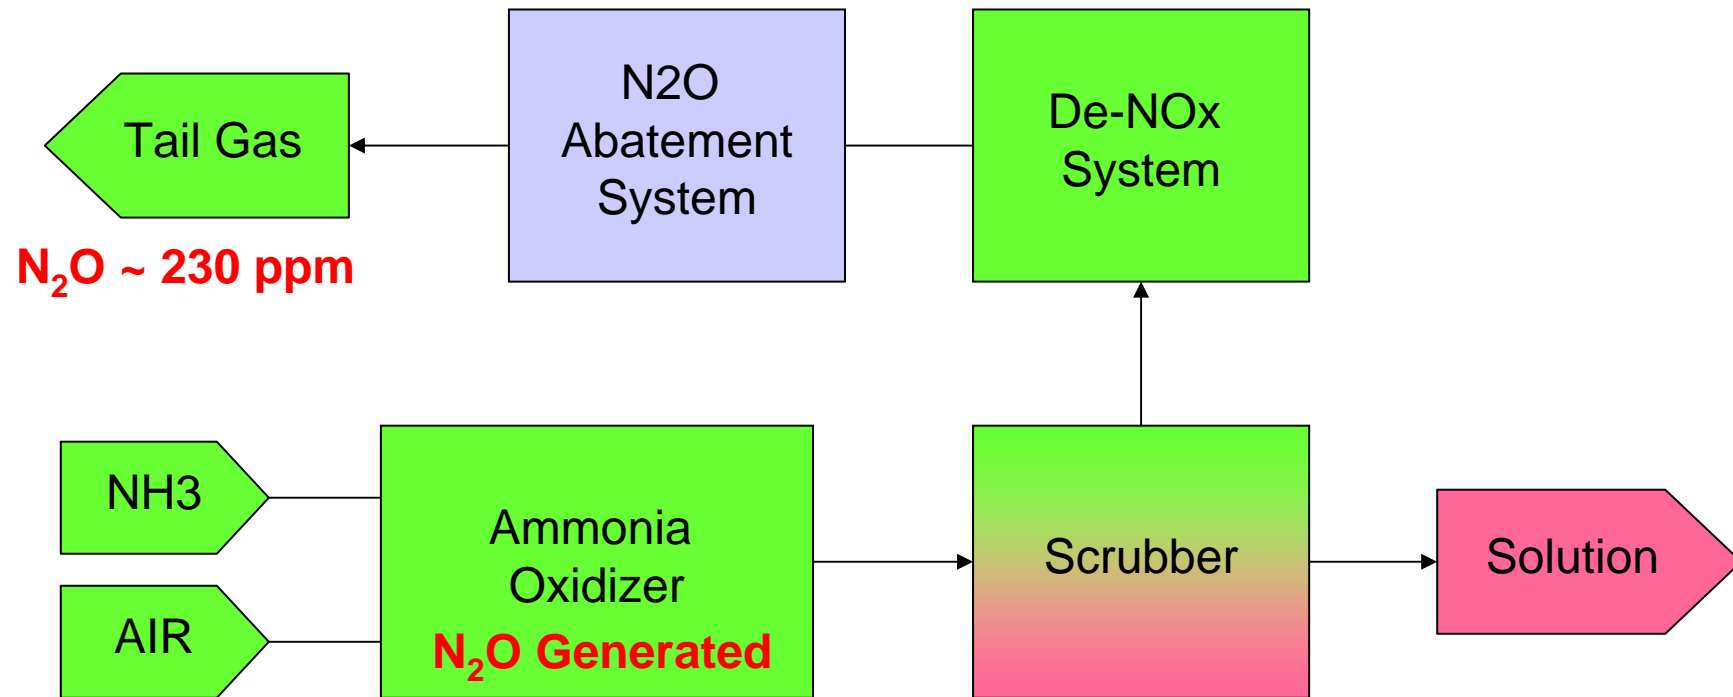 N2O
Abatement
System
De-NOx
System
Tail Gas
N₂O ~ 230 ppm
NH3
AIR
Ammonia
Oxidizer
N₂O Generated
Scrubber
Solution